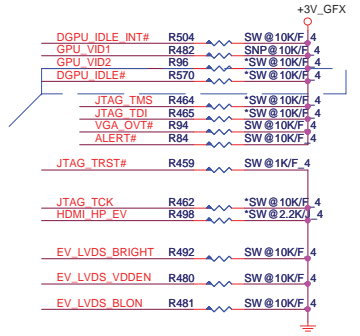 +3V_GFX
DGPU_IDLE_INT# R504 SW@10K/F_4
GPU_VID1 R482 SNP@10K/F_4
GPU_VID2 R96 *SW@10K/F_4
DGPU_IDLE# R570 *SW@10K/F_4
JTAG_TMS R464 *SW@10K/F_4
JTAG_TDI R465 *SW@10K/F_4
VGA_OVT# R94 SW@10K/F_4
ALERT# R84 SW@10K/F_4
JTAG_TRST# R459 SW@1K/F_4
JTAG_TCK R462 *SW@10K/F_4
HDMI_HP_EV R498 *SW@2.2K/J_4
EV_LVDS_BRIGHT R492 SW@10K/F_4
EV_LVDS_VDDEN R480 SW@10K/F_4
EV_LVDS_BLON R481 SW@10K/F_4